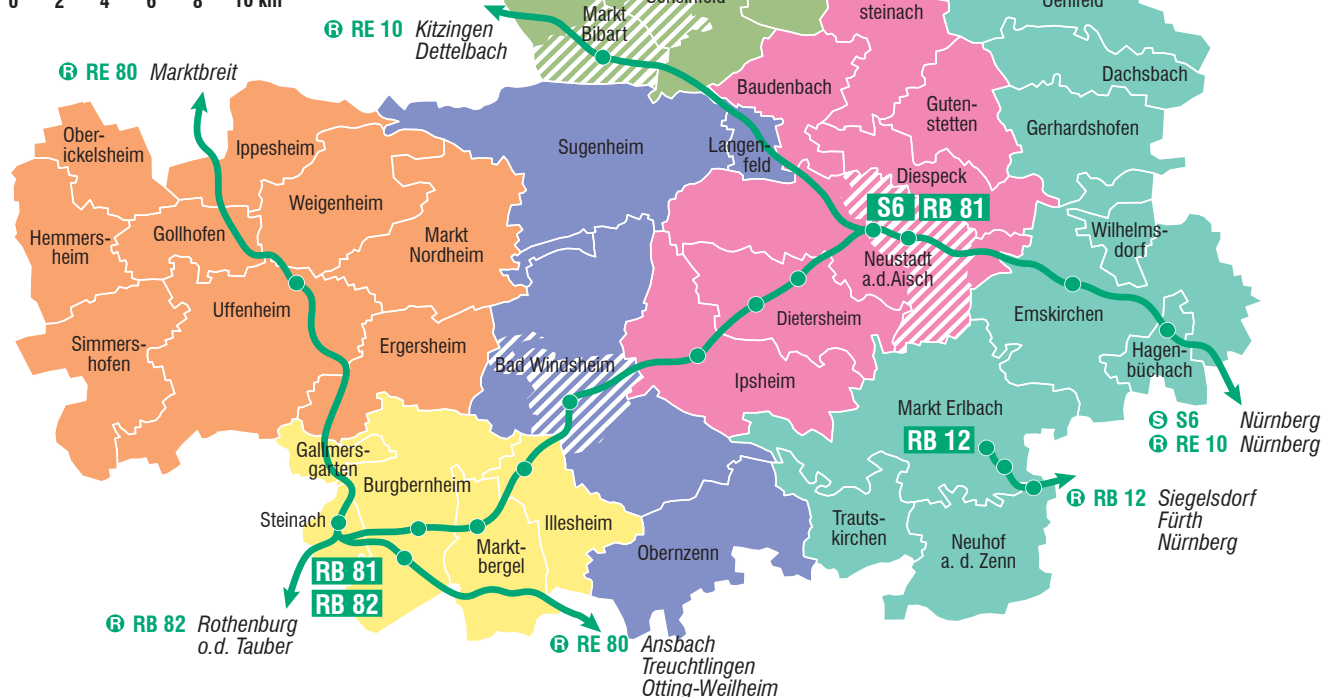 0 2 4 6 8 10 km
Markt
Bibart
steinach
R RE 10 Kitzingen
Dettelbach
R RE 80 Marktbreit
Dachsbach
Baudenbach
Guten-
stetten
Gerhardshofen
Ober-
ickelsheim
Ippesheim
Sugenheim
Langen-
feld
Diespeck
S6 RB 81
Weigenheim
Gollhofen
Hemmers-
heim
Markt
Nordheim
Wilhelms-
dorf
Neustadt
a.d.Aisch
Uffenheim
Dietersheim
Emskirchen
Simmers-
hofen
Ergersheim
Bad Windsheim
Ipsheim
Hagen-
büchach
Markt Erlbach
RB 12
S S6 Nürnberg
R RE 10 Nürnberg
Gallmers-
garten
Burgbernheim
Steinach
Illesheim
Markt-
bergel
Obernzenn
Trauts-
kirchen
Neuhof
a. d. Zenn
R RB 12 Siegelsdorf
Fürth
Nürnberg
RB 81
RB 82
R RB 82 Rothenburg
o.d. Tauber
R RE 80 Ansbach
Treuchtlingen
Otting-Weilheim